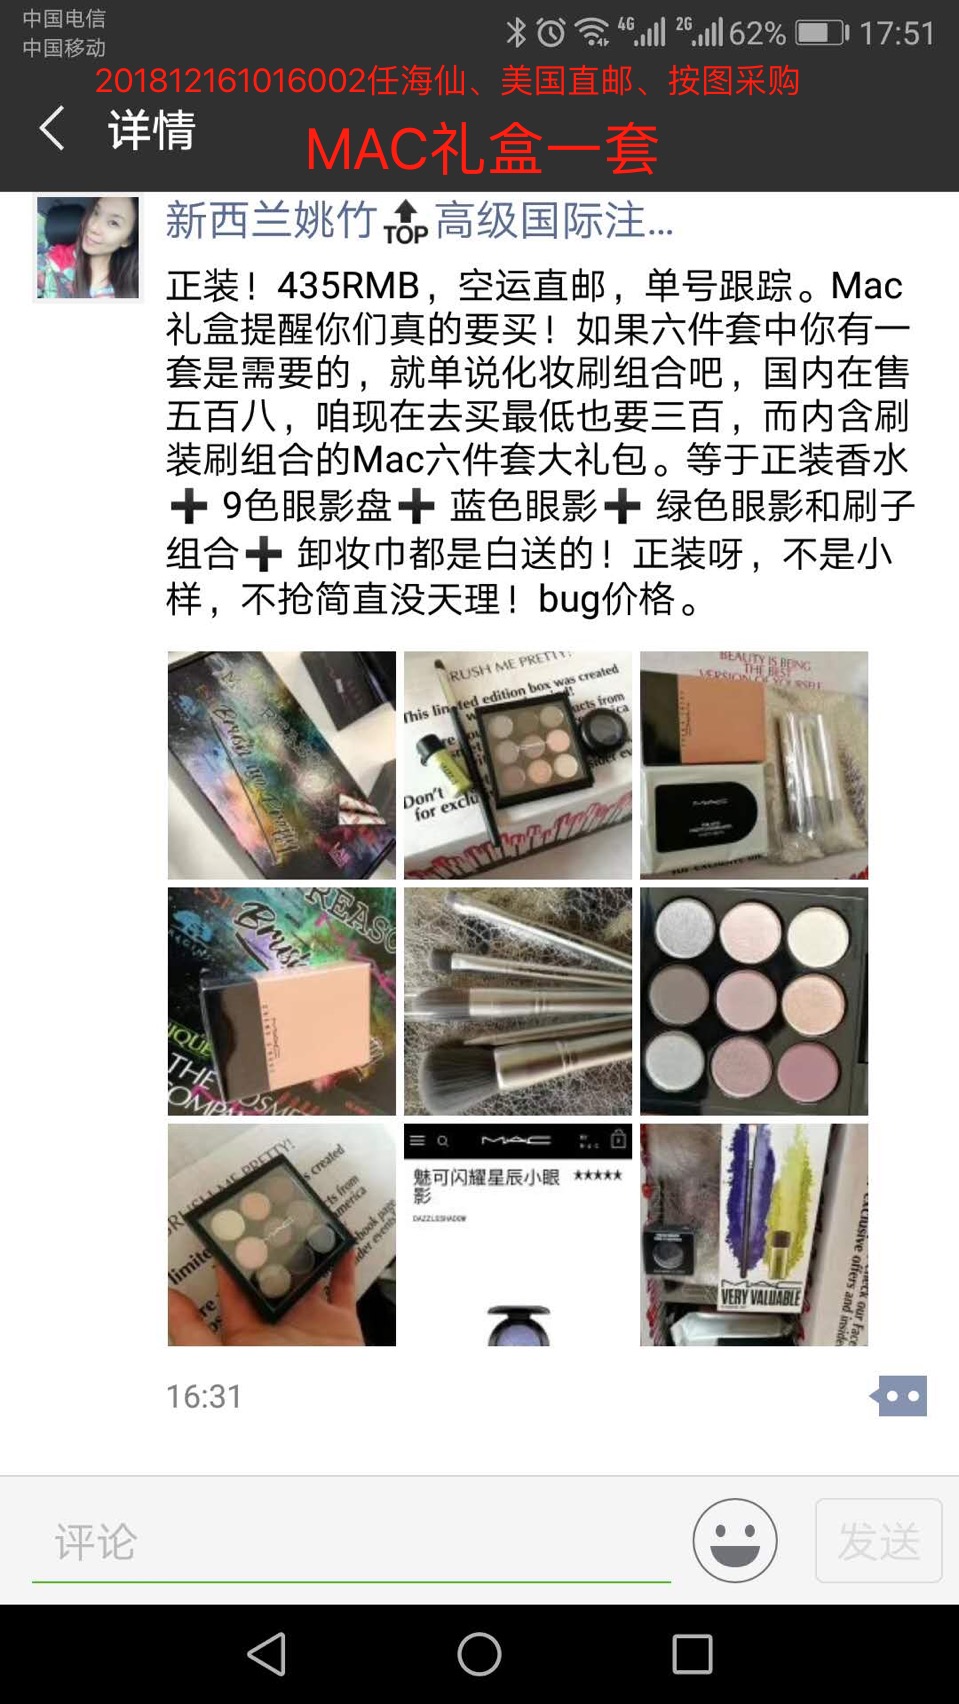 中国电信
中国移动
4G
2G
62%
17:51
201812161016002任海仙、美国直邮、按图采购
详情
MAC礼盒一套
新西兰姚竹TOP高级国际注...
正装！435RMB，空运直邮，单号跟踪。Mac
礼盒提醒你们真的要买！如果六件套中你有一
套是需要的，就单说化妆刷组合吧，国内在售
五百八，咱现在去买最低也要三百，而内含刷
装刷组合的Mac六件套大礼包。等于正装香水
➕ 9色眼影盘➕ 蓝色眼影➕ 绿色眼影和刷子
组合➕ 卸妆巾都是白送的！正装呀，不是小
样，不抢简直没天理！bug价格。
RUSH ME PRETTY!
This limited edition box was created
Don't
for exclu
BEAUTY IS BEING
THE BEST
VERSION OF YOURSELF
MAC
REASO
Brush
THE
COMPA
RUSH ME PRETTY!
created
limite
MAC
MAC
魅可闪耀星辰小眼
影
★★★★★
DAZZLESHADOW
MAC
VERY VALUABLE
exclusive
offers and inside
16:31
评论
发送